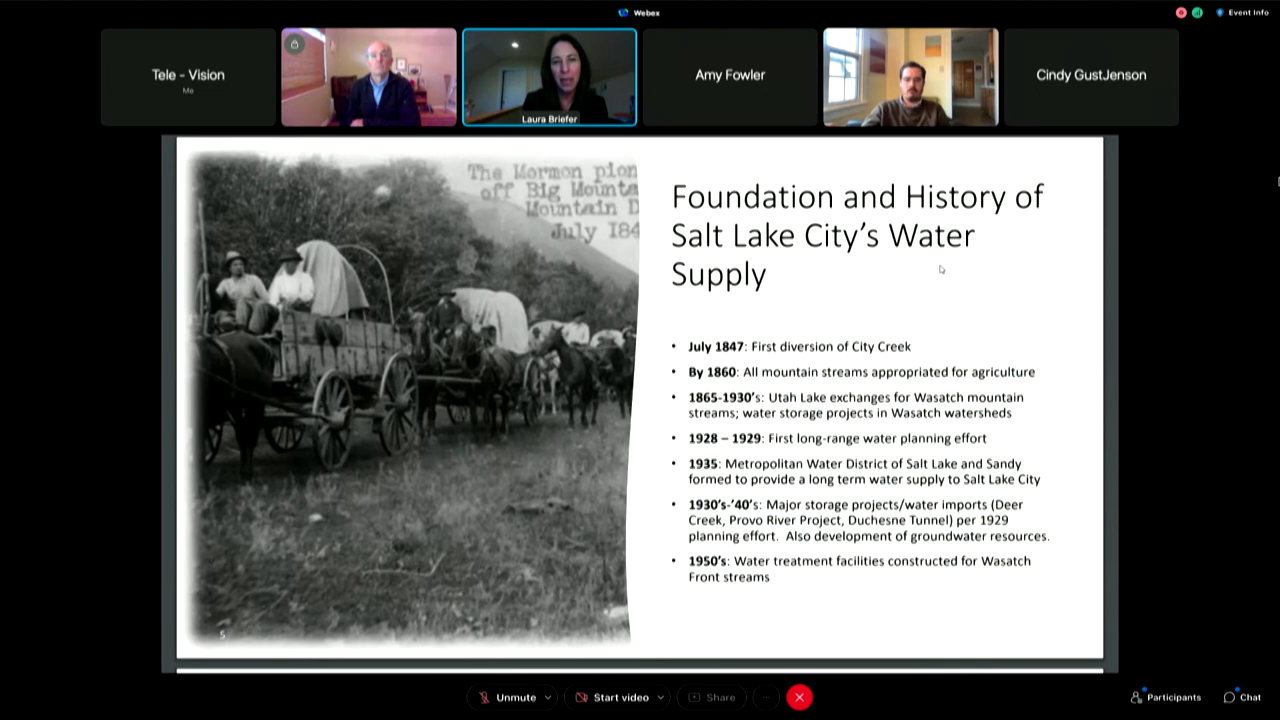 Webex
Event Info
Tele - Vision
Me
Laura Briefer
Amy Fowler
Cindy GustJenson
The Mormon pion
off Big Mounta
Mountain D
July 184
Foundation and History of
Salt Lake City's Water
Supply
• July 1847: First diversion of City Creek
• By 1860: All mountain streams appropriated for agriculture
• 1865-1930's: Utah Lake exchanges for Wasatch mountain
streams; water storage projects in Wasatch watersheds
• 1928 – 1929: First long-range water planning effort
• 1935: Metropolitan Water District of Salt Lake and Sandy
formed to provide a long term water supply to Salt Lake City
• 1930's-'40's: Major storage projects/water imports (Deer
Creek, Provo River Project, Duchesne Tunnel) per 1929
planning effort. Also development of groundwater resources.
• 1950's: Water treatment facilities constructed for Wasatch
Front streams
5
Unmute
Start video
Share
Participants
Chat